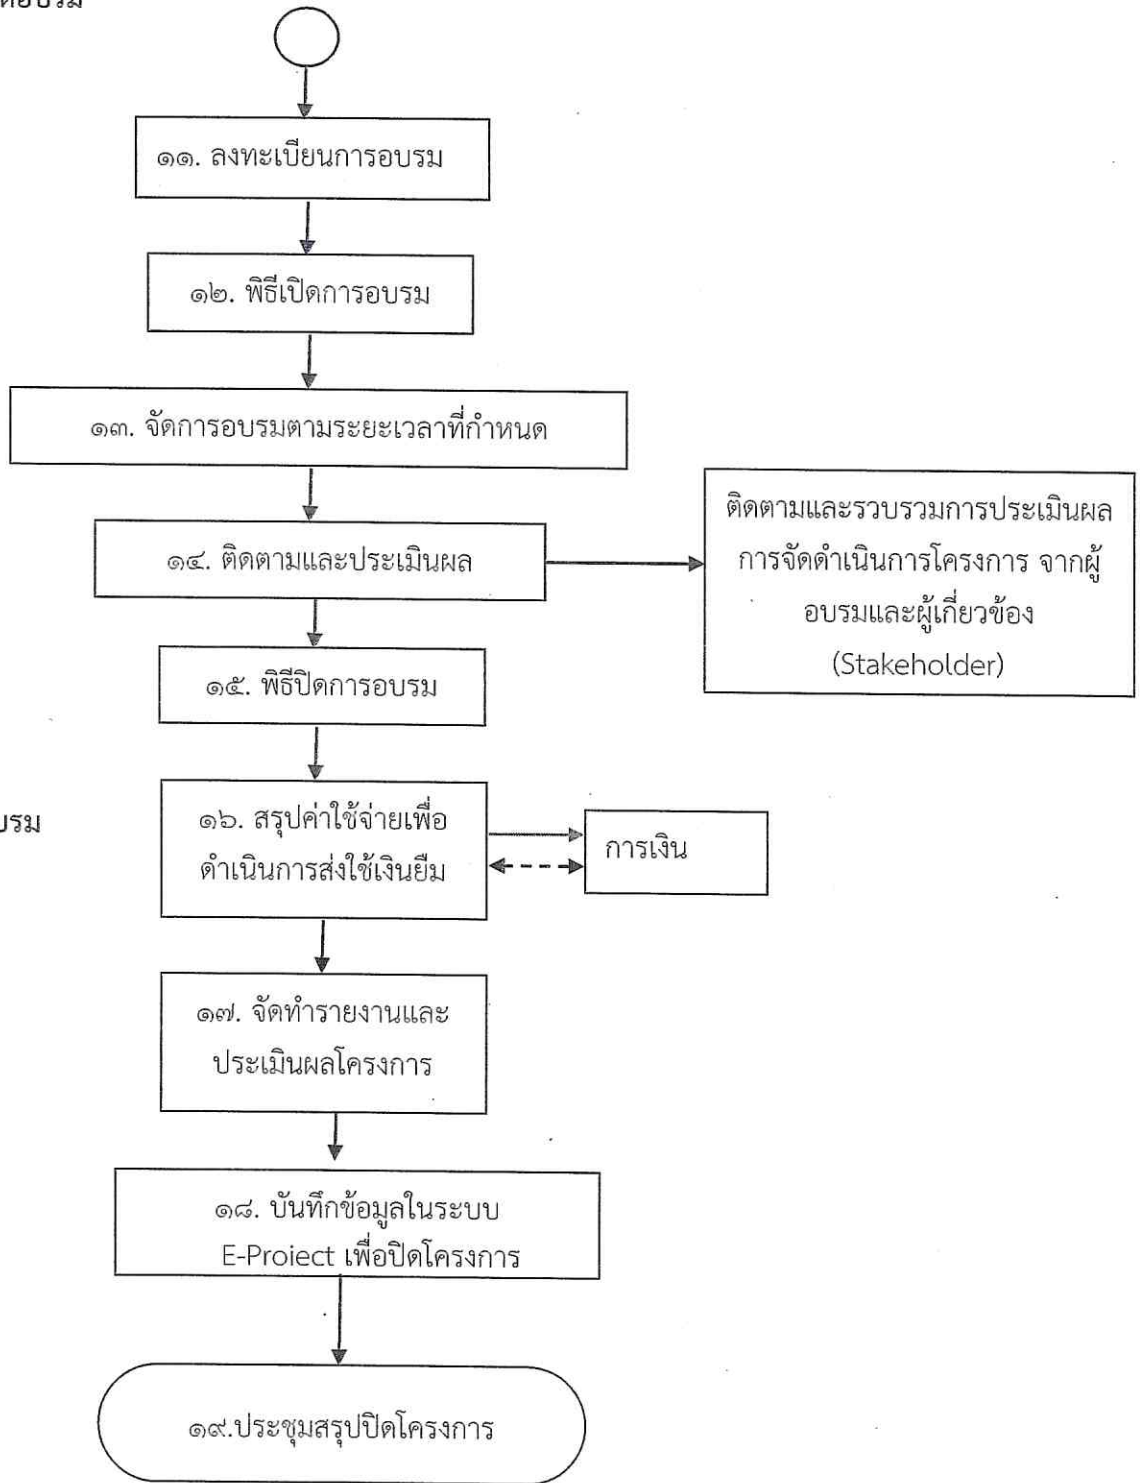 ๑๑. ลงทะเบียนการอบรม
๑๒. พิธีเปิดการอบรม
๑๓. จัดการอบรมตามระยะเวลาที่กำหนด
๑๔. ติดตามและประเมินผล
ติดตามและรวบรวมการประเมินผล
การจัดดำเนินการโครงการ จากผู้
อบรมและผู้เกี่ยวข้อง
(Stakeholder)
๑๕. พิธีปิดการอบรม
บรม
๑๖. สรุปค่าใช้จ่ายเพื่อ
ดำเนินการส่งใช้เงินยืม
การเงิน
๑๗. จัดทำรายงานและ
ประเมินผลโครงการ
๑๘. บันทึกข้อมูลในระบบ
E-Project เพื่อปิดโครงการ
๑๙.ประชุมสรุปปิดโครงการ